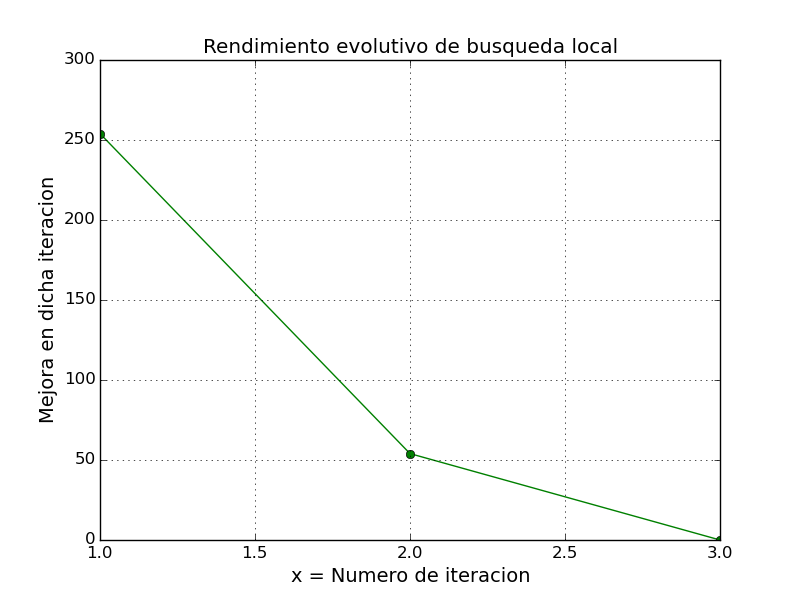 Rendimiento evolutivo de busqueda local
300
250
200
150
100
50
0
Mejora en dicha iteracion
1.0 1.5 2.0 2.5 3.0
x = Numero de iteracion